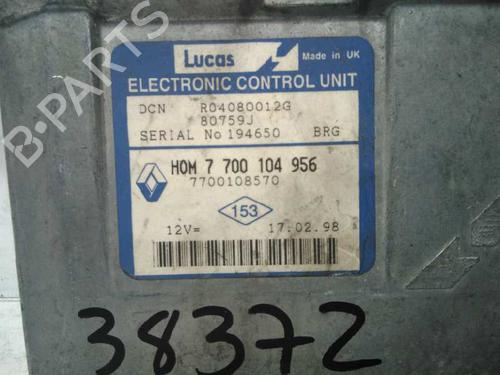 B-PARTS
Lucas Made in UK
ELECTRONIC CONTROL UNIT
DCN R04080012G
80759J
SERIAL No 194650 BRG
HOM 7 700 104 956
7700108570
153
12V= 17.02.98
38372